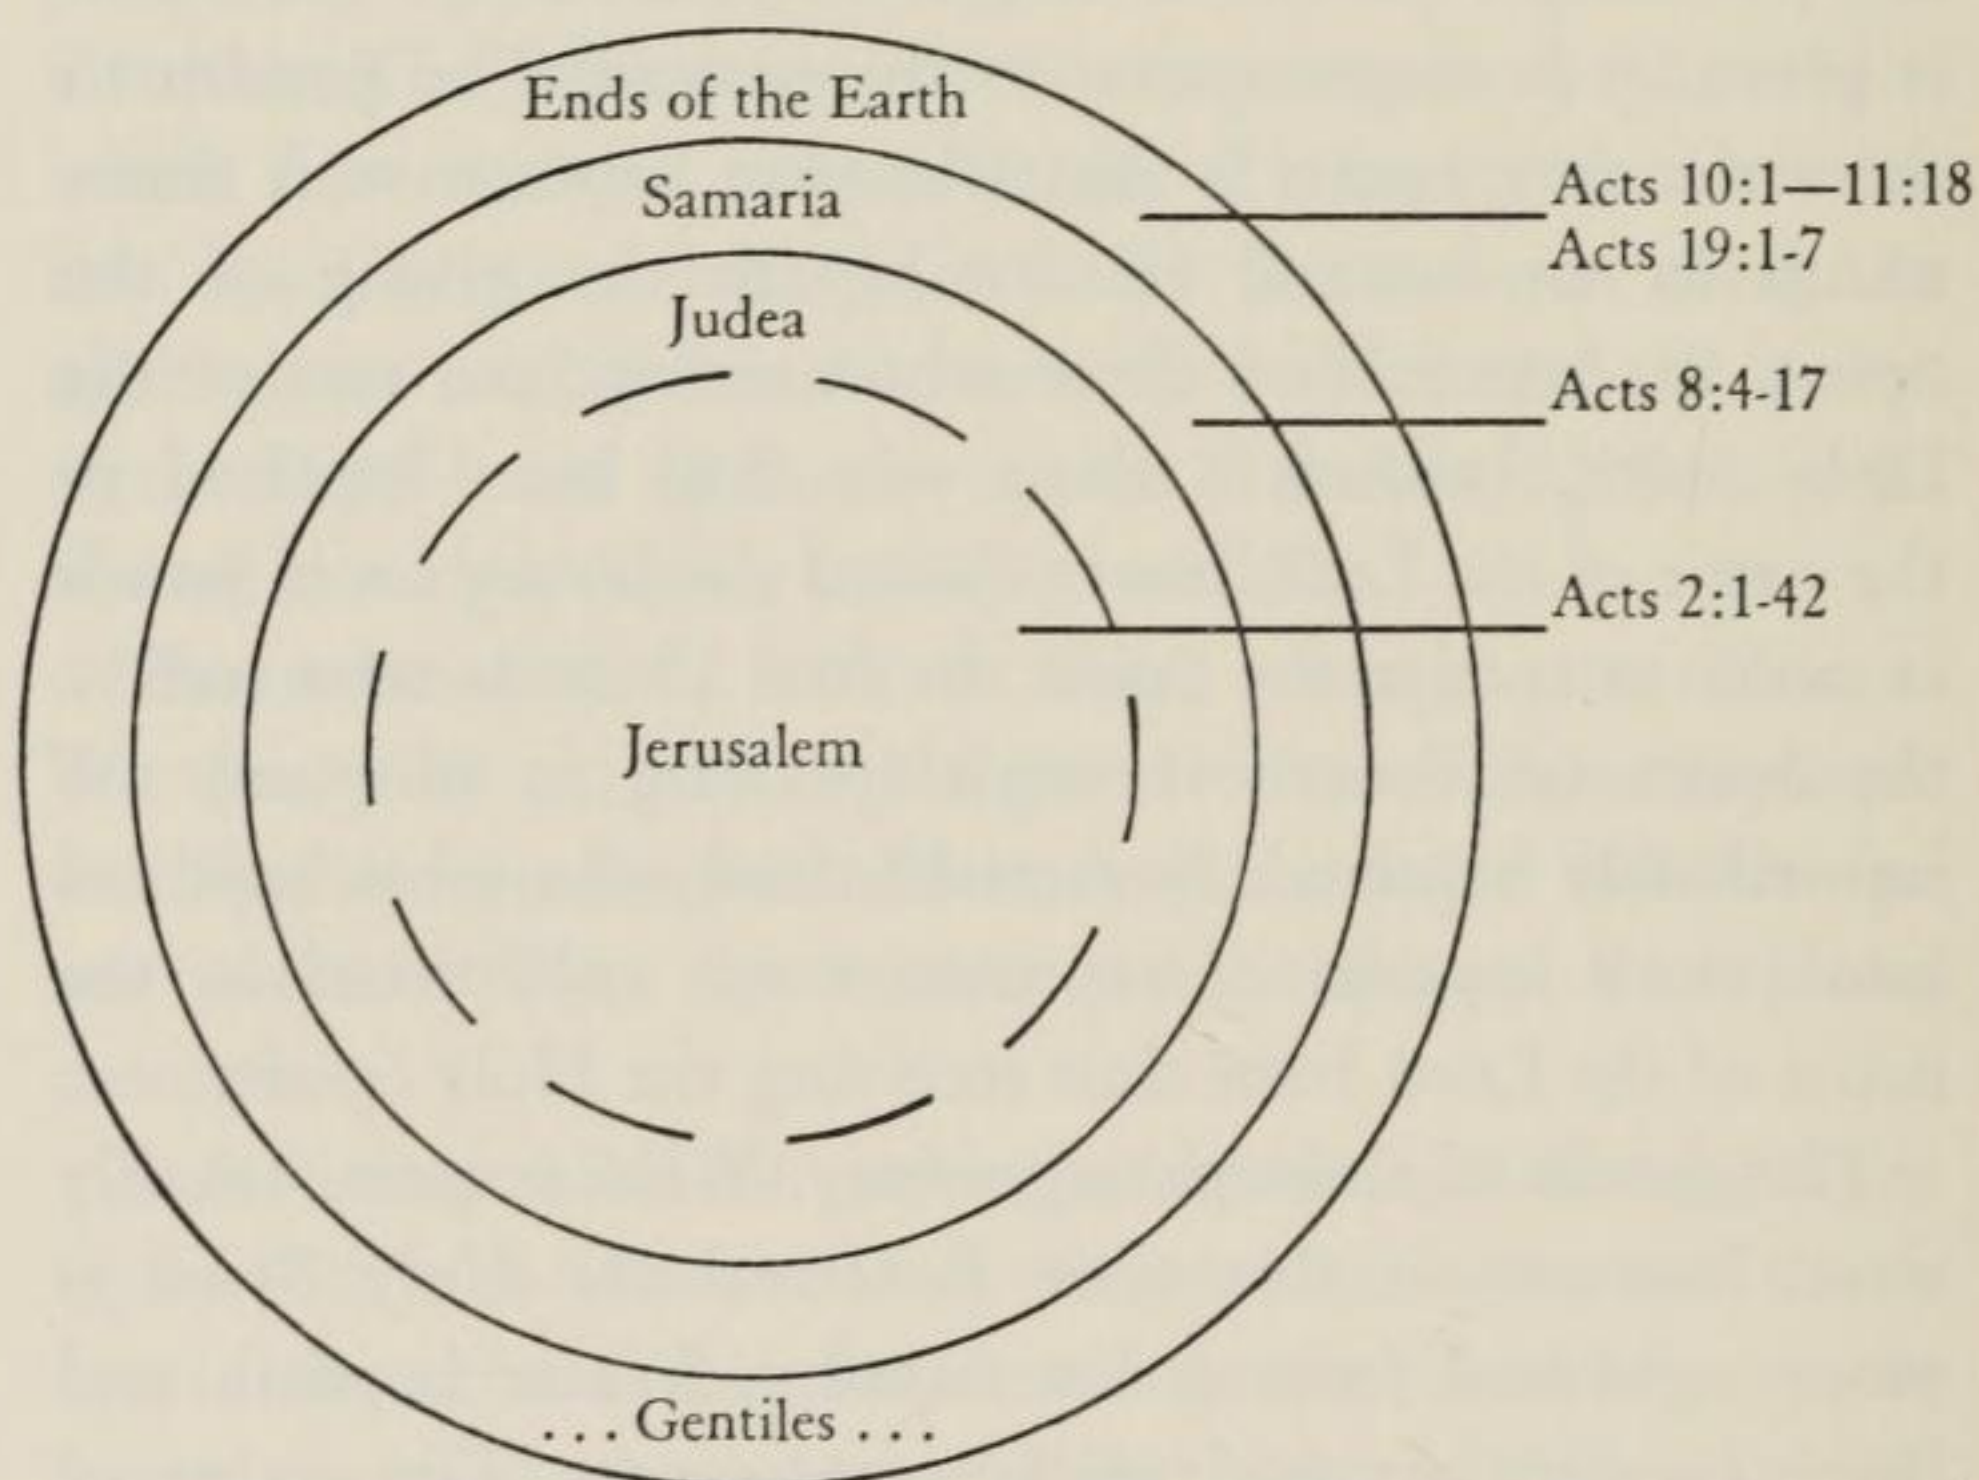 Ends of the Earth
Samaria
Judea
Jerusalem
... Gentiles ...
Acts 10:1—11:18
Acts 19:1-7
Acts 8:4-17
Acts 2:1-42